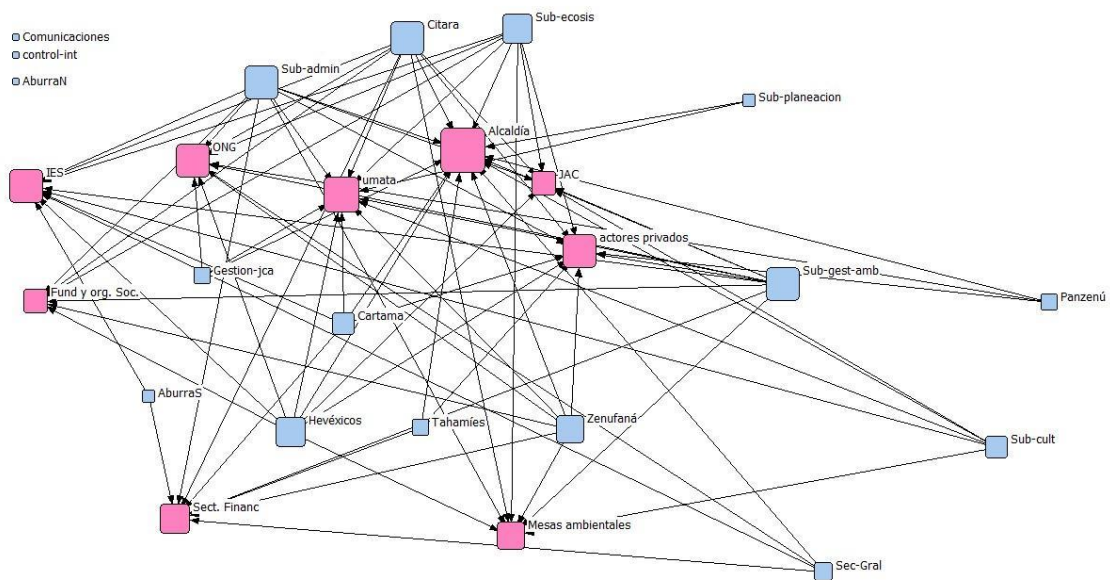 Citara
Sub-ecosis
Comunicaciones
control-int
Sub-admin
AburraN
Sub-planeacion
Alcaldía
ONG
IES
umata
JAC
actores privados
Gestion-jca
Sub-gest-amb
Fund y org. Soc.
Panzenú
Cartama
AburraS
Hevéxicos
Tahamíes
Zenufaná
Sub-cult
Sect. Financ
Mesas ambientales
Sec-Gral